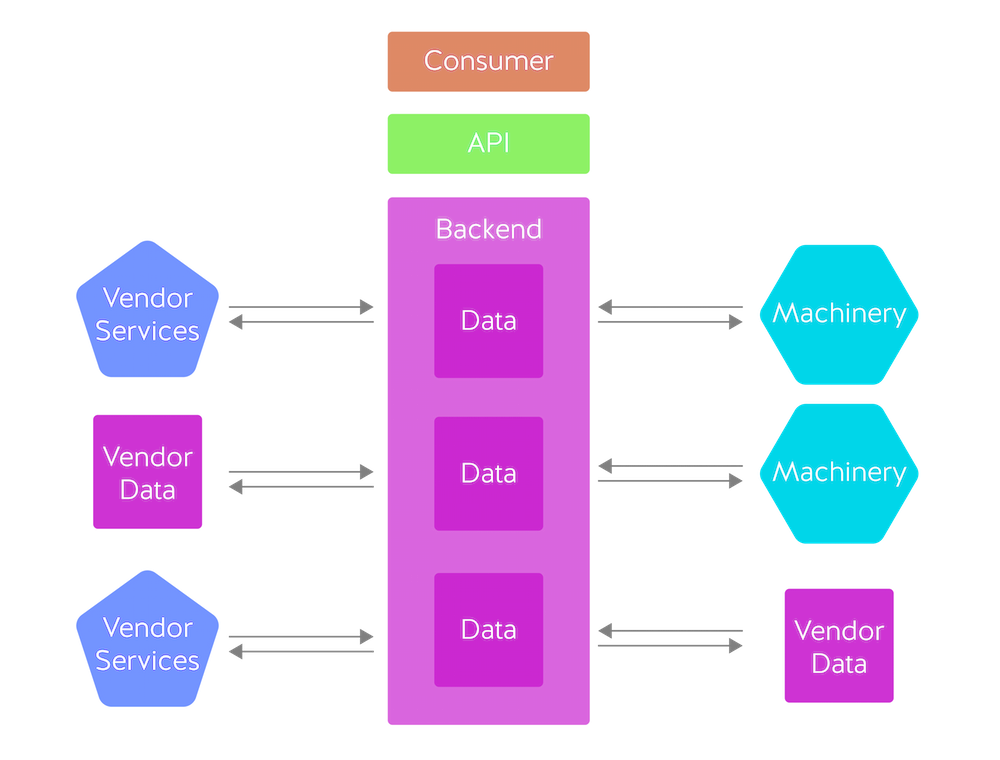 Consumer
API
Backend
Vendor
Services
Data
Machinery
Vendor
Data
Data
Machinery
Vendor
Services
Data
Vendor
Data